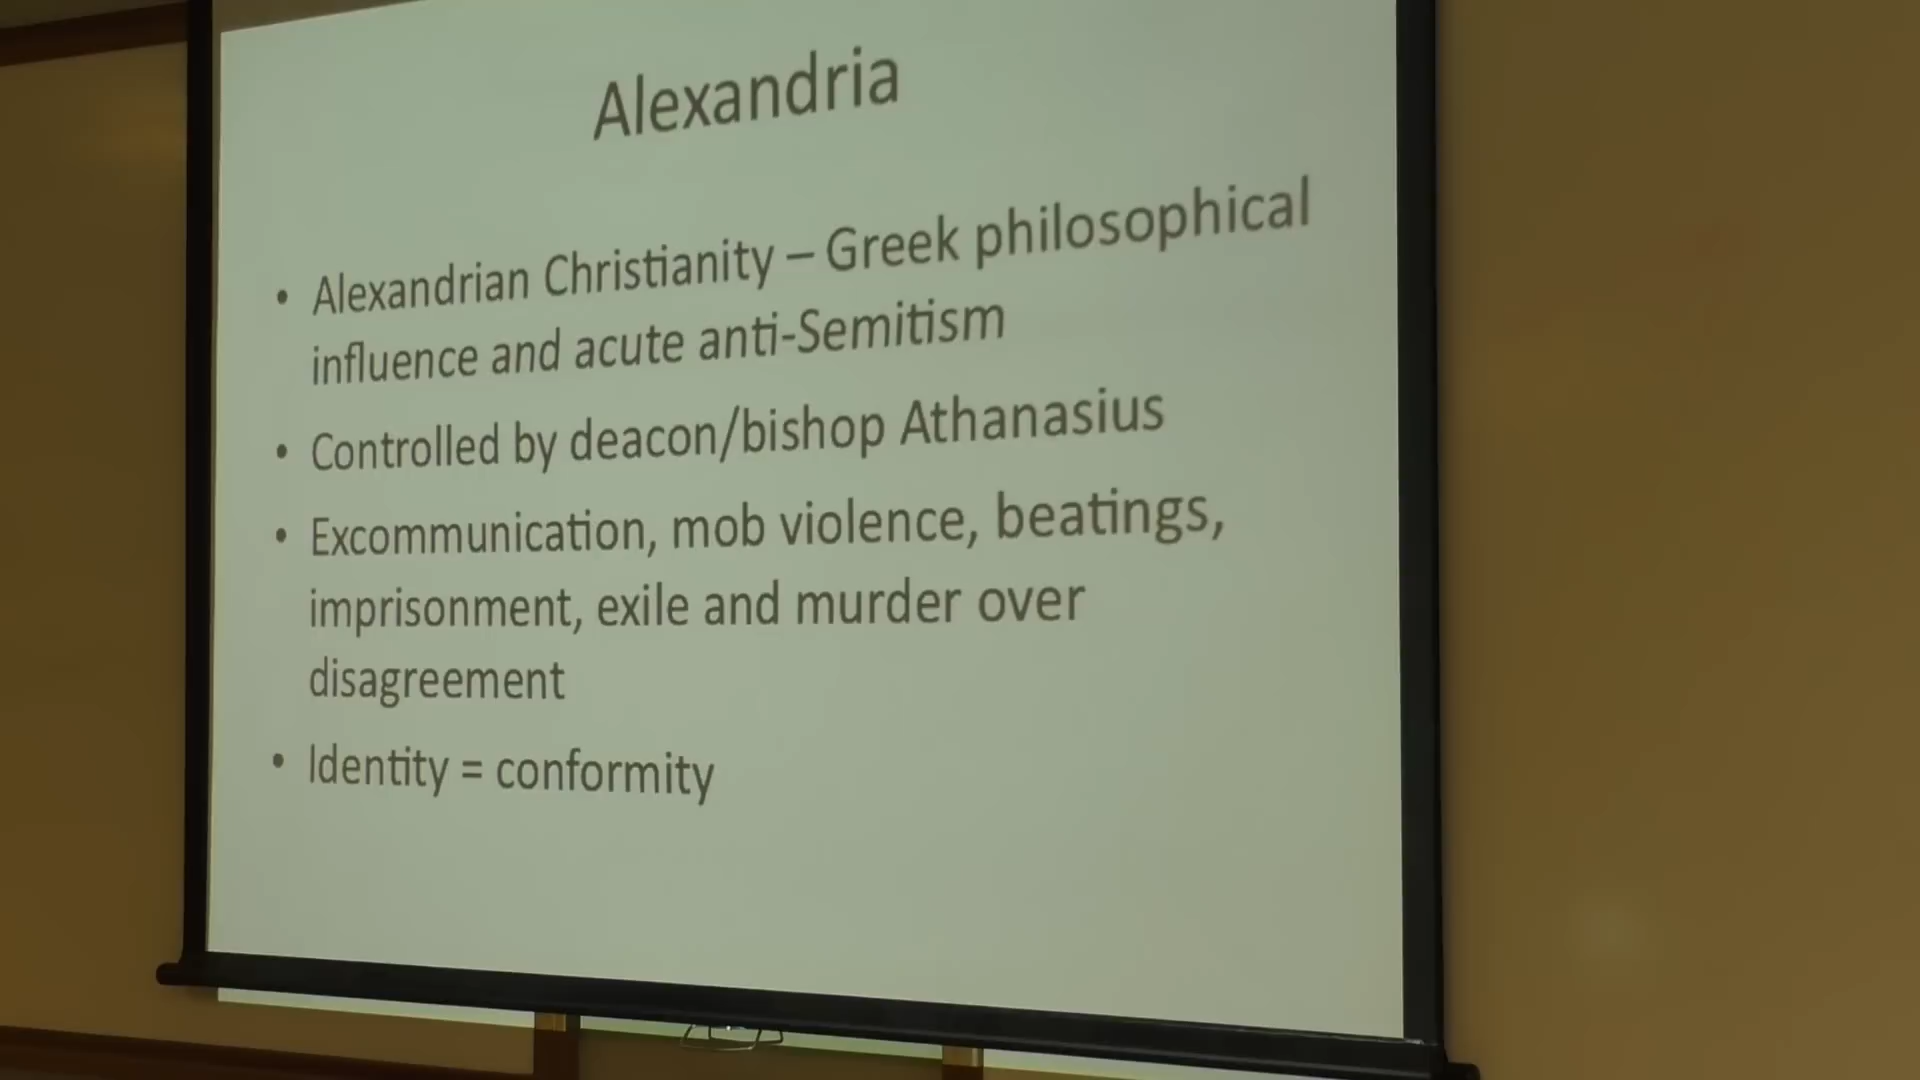 Alexandria
• Alexandrian Christianity – Greek philosophical
influence and acute anti-Semitism
• Controlled by deacon/bishop Athanasius
• Excommunication, mob violence, beatings,
imprisonment, exile and murder over
disagreement
• Identity = conformity